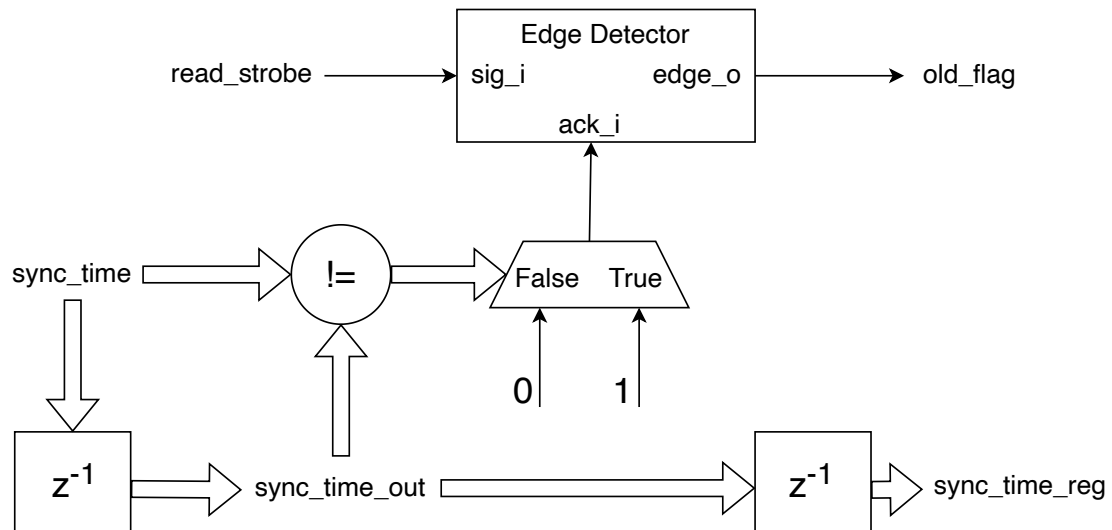 Edge Detector
read_strobe
sig_i
edge_o
old_flag
ack_i
sync_time
!=
False
True
0
1
z-1
sync_time_out
z-1
sync_time_reg